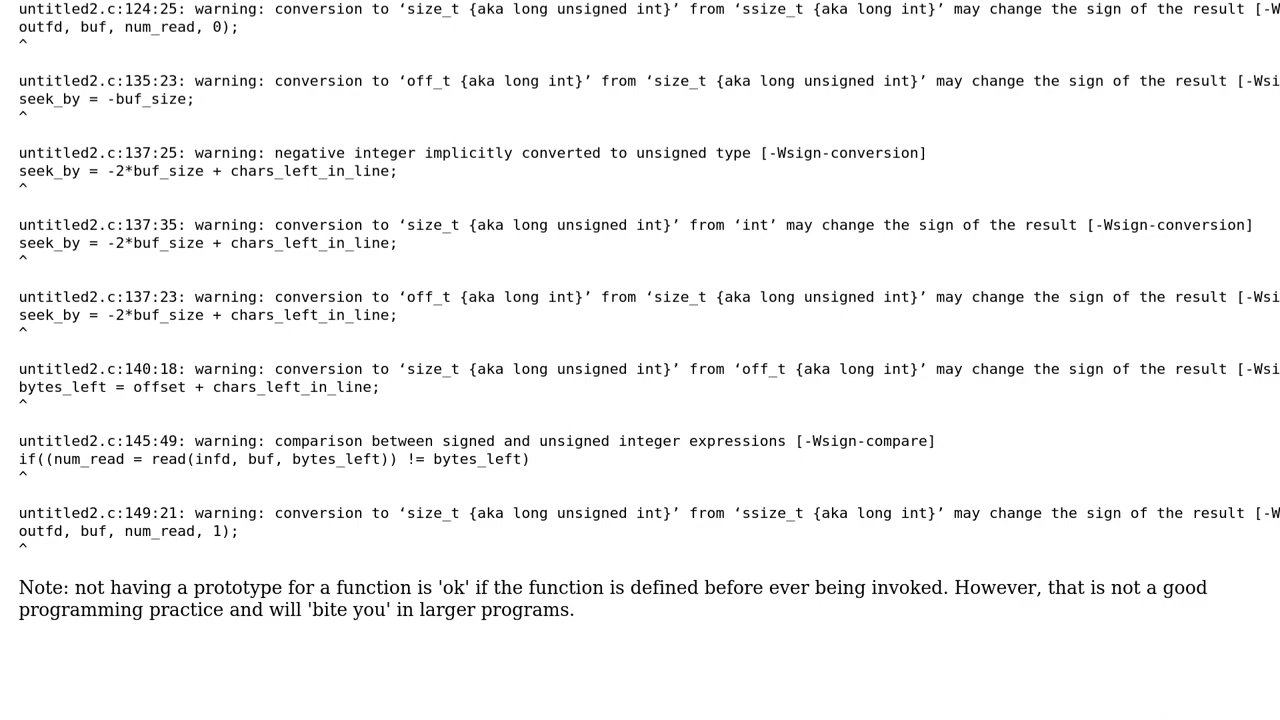 untitled2.c:124:25: warning: conversion to ‘size_t {aka long unsigned int}’ from ‘ssize_t {aka long int}’ may change the sign of the result [-W
outfd, buf, num_read, 0);
^
untitled2.c:135:23: warning: conversion to ‘off_t {aka long int}’ from ‘size_t {aka long unsigned int}’ may change the sign of the result [-Wsi
seek_by = -buf_size;
^
untitled2.c:137:25: warning: negative integer implicitly converted to unsigned type [-Wsign-conversion]
seek_by = -2*buf_size + chars_left_in_line;
^
untitled2.c:137:35: warning: conversion to ‘size_t {aka long unsigned int}’ from ‘int’ may change the sign of the result [-Wsign-conversion]
seek_by = -2*buf_size + chars_left_in_line;
^
untitled2.c:137:23: warning: conversion to ‘off_t {aka long int}’ from ‘size_t {aka long unsigned int}’ may change the sign of the result [-Wsi
seek_by = -2*buf_size + chars_left_in_line;
^
untitled2.c:140:18: warning: conversion to ‘size_t {aka long unsigned int}’ from ‘off_t {aka long int}’ may change the sign of the result [-Wsi
bytes_left = offset + chars_left_in_line;
^
untitled2.c:145:49: warning: comparison between signed and unsigned integer expressions [-Wsign-compare]
if((num_read = read(infd, buf, bytes_left)) != bytes_left)
^
untitled2.c:149:21: warning: conversion to ‘size_t {aka long unsigned int}’ from ‘ssize_t {aka long int}’ may change the sign of the result [-W
outfd, buf, num_read, 1);
^
Note: not having a prototype for a function is 'ok' if the function is defined before ever being invoked. However, that is not a good
programming practice and will 'bite you' in larger programs.